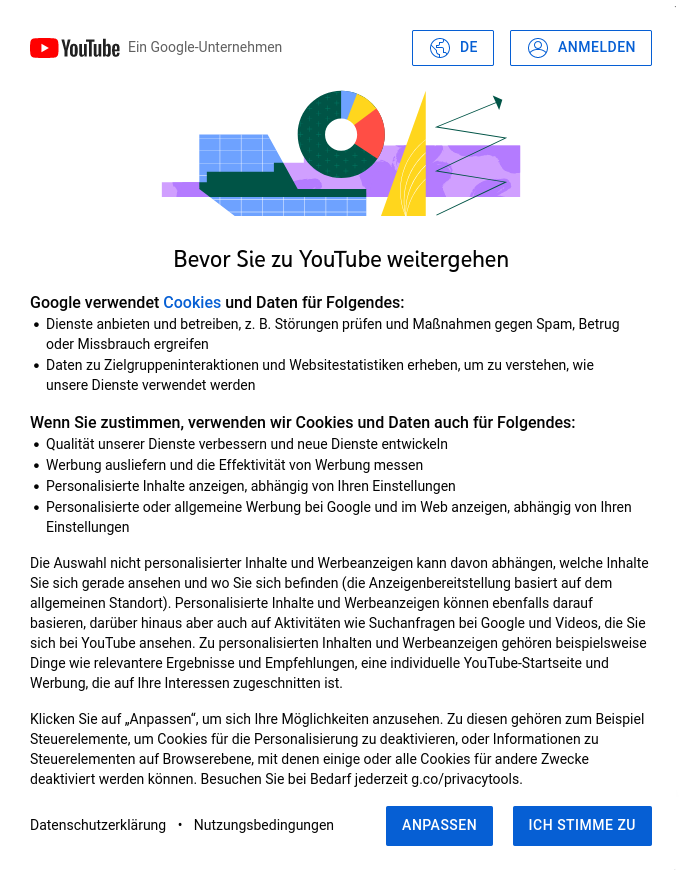 YouTube Ein Google-Unternehmen DE ANMELDEN
Bevor Sie zu YouTube weitergehen
Google verwendet Cookies und Daten für Folgendes:
• Dienste anbieten und betreiben, z. B. Störungen prüfen und Maßnahmen gegen Spam, Betrug
oder Missbrauch ergreifen
• Daten zu Zielgruppeninteraktionen und Websitestatistiken erheben, um zu verstehen, wie
unsere Dienste verwendet werden
Wenn Sie zustimmen, verwenden wir Cookies und Daten auch für Folgendes:
• Qualität unserer Dienste verbessern und neue Dienste entwickeln
• Werbung ausliefern und die Effektivität von Werbung messen
• Personalisierte Inhalte anzeigen, abhängig von Ihren Einstellungen
• Personalisierte oder allgemeine Werbung bei Google und im Web anzeigen, abhängig von Ihren
Einstellungen
Die Auswahl nicht personalisierter Inhalte und Werbeanzeigen kann davon abhängen, welche Inhalte
Sie sich gerade ansehen und wo Sie sich befinden (die Anzeigenbereitstellung basiert auf dem
allgemeinen Standort). Personalisierte Inhalte und Werbeanzeigen können ebenfalls darauf
basieren, darüber hinaus aber auch auf Aktivitäten wie Suchanfragen bei Google und Videos, die Sie
sich bei YouTube ansehen. Zu personalisierten Inhalten und Werbeanzeigen gehören beispielsweise
Dinge wie relevantere Ergebnisse und Empfehlungen, eine individuelle YouTube-Startseite und
Werbung, die auf Ihre Interessen zugeschnitten ist.
Klicken Sie auf „Anpassen“, um sich Ihre Möglichkeiten anzusehen. Zu diesen gehören zum Beispiel
Steuerelemente, um Cookies für die Personalisierung zu deaktivieren, oder Informationen zu
Steuerelementen auf Browserebene, mit denen einige oder alle Cookies für andere Zwecke
deaktiviert werden können. Besuchen Sie bei Bedarf jederzeit g.co/privacytools.
Datenschutzerklärung • Nutzungsbedingungen ANPASSEN ICH STIMME ZU